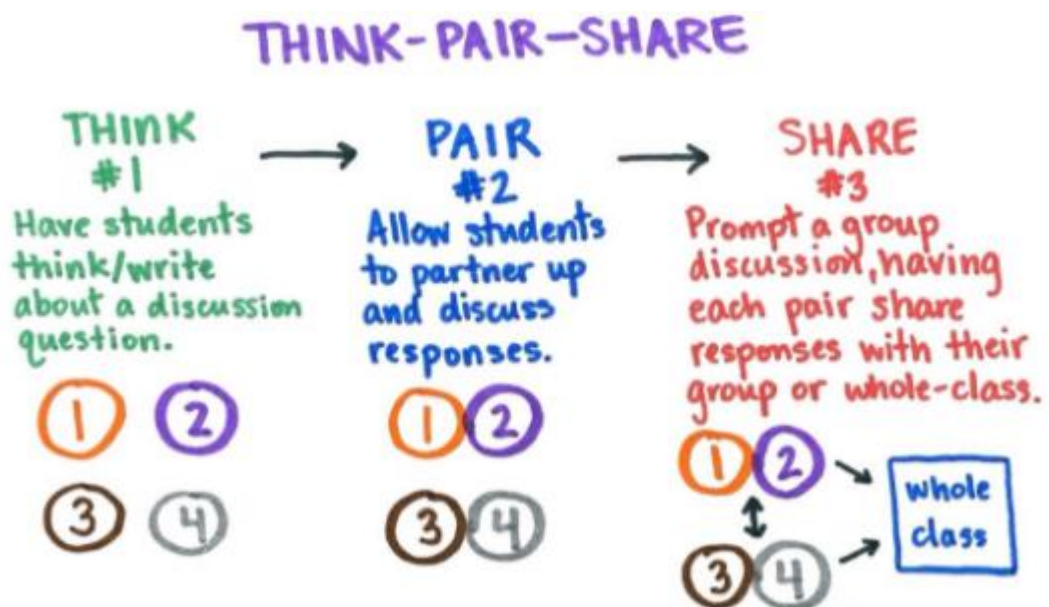 THINK-PAIR-SHARE
THINK
#1
Have students
think/write
about a discussion
question.
1 2
3 4
PAIR
#2
Allow students
to partner up
and discuss
responses.
1 2
3 4
SHARE
#3
Prompt a group
discussion, having
each pair share
responses with their
group or whole-class.
1 2
3 4
whole
class